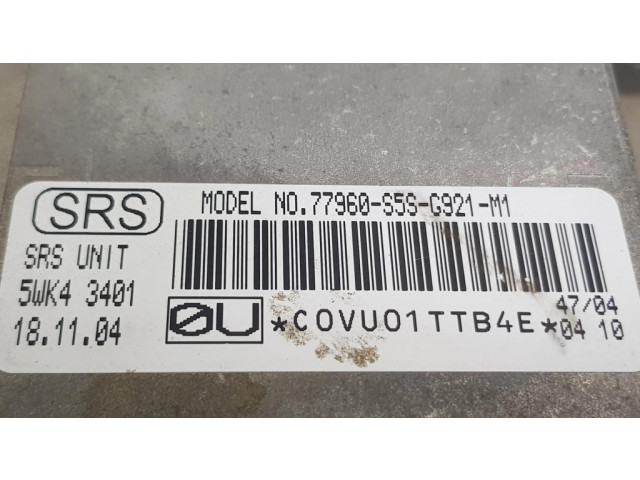 SRS
MODEL NO.77960-S5S-G921-M1
SRS UNIT
5WK4 3401
18.11.04
0U
*C0VU01TTB4E*
47/04
04 10